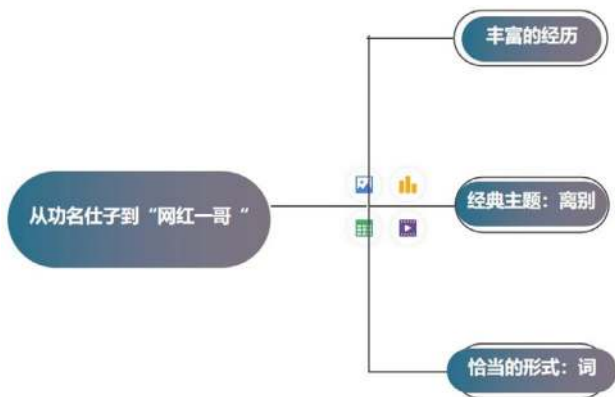 丰富的经历
从功名仕子到“网红一哥“
经典主题：离别
恰当的形式：词